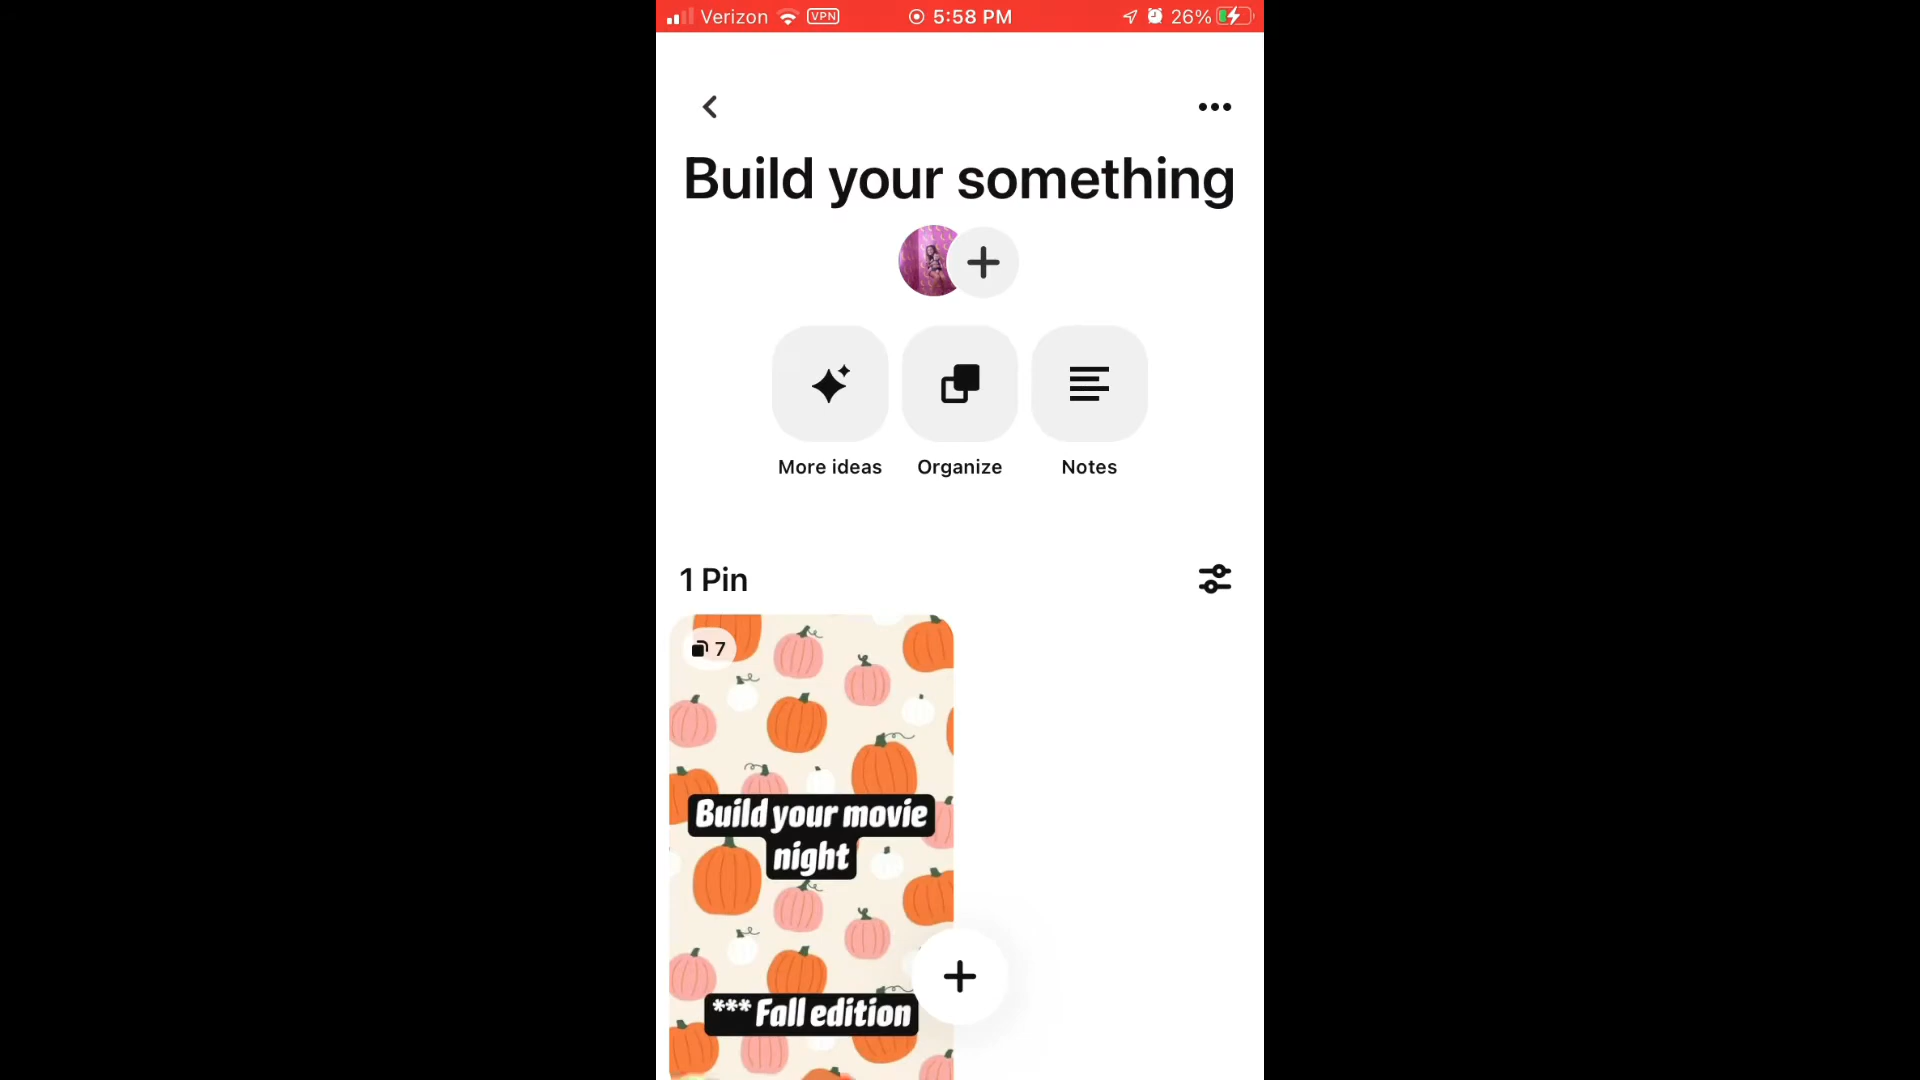 Verizon VPN 5:58 PM 26%
Build your something
More ideas Organize Notes
1 Pin
7
Build your movie
night
*** Fall edition